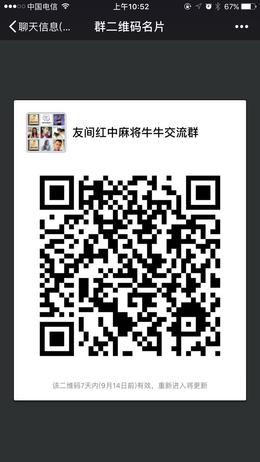 中国电信 上午10:52 67%
聊天信息(... 群二维码名片
友间红中麻将牛牛交流群
该二维码7天内(9月14日前)有效，重新进入将更新